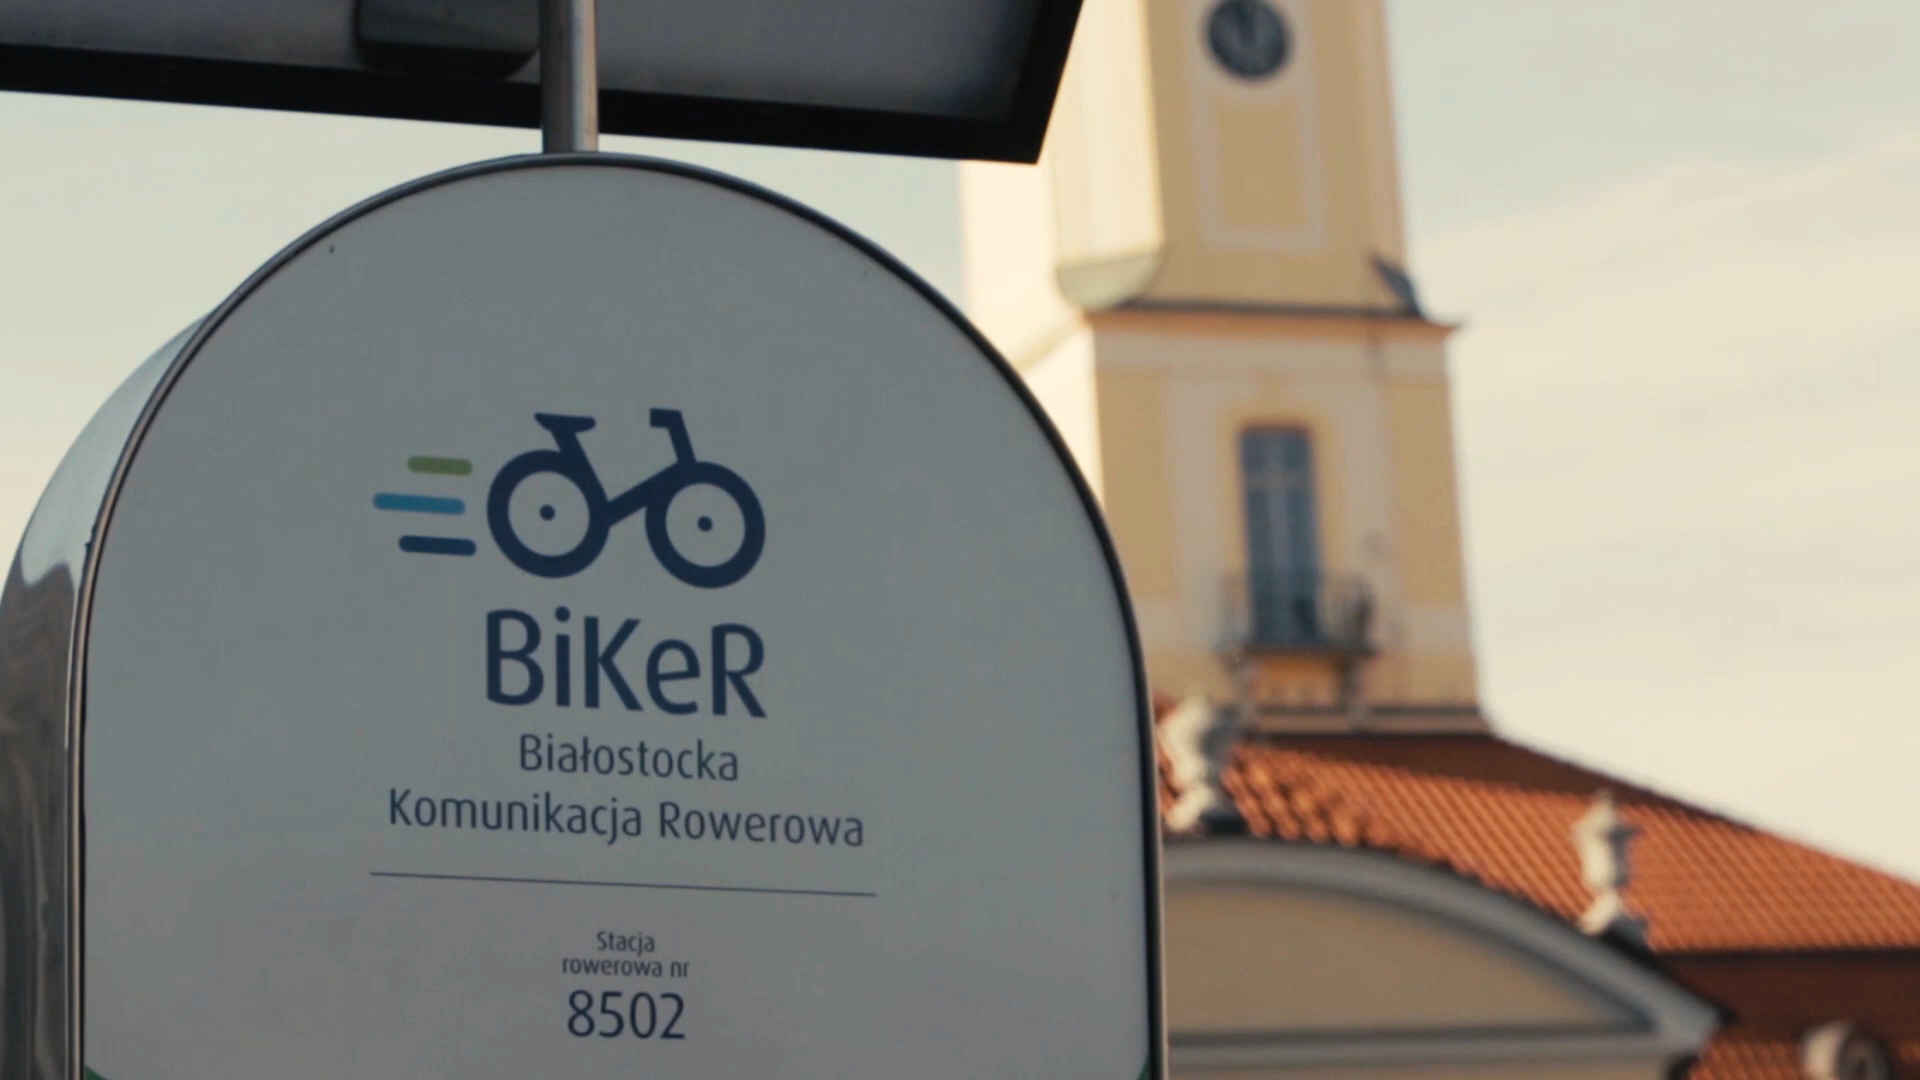 BiKeR
Białostocka
Komunikacja Rowerowa
Stacja
rowerowa nr
8502